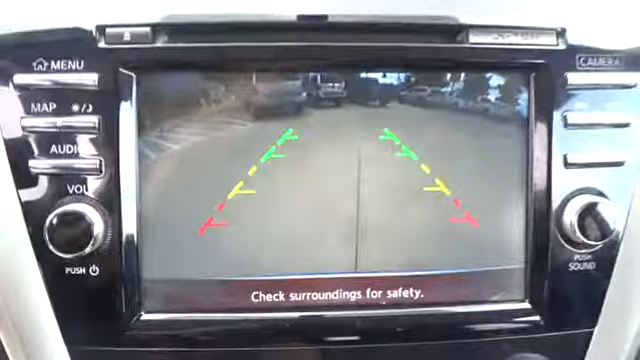 MENU
CAMERA
MAP
AUDIO
VOL
PUSH
PUSH
SOUND
Check surroundings for safety.